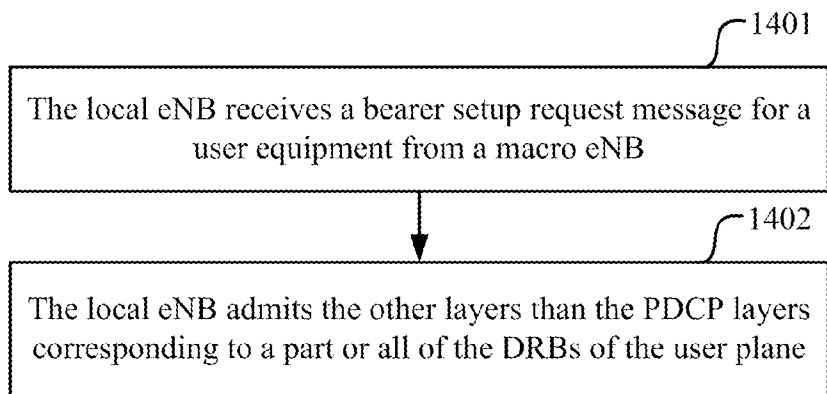 1401
The local eNB receives a bearer setup request message for a
user equipment from a macro eNB
1402
The local eNB admits the other layers than the PDCP layers
corresponding to a part or all of the DRBs of the user plane